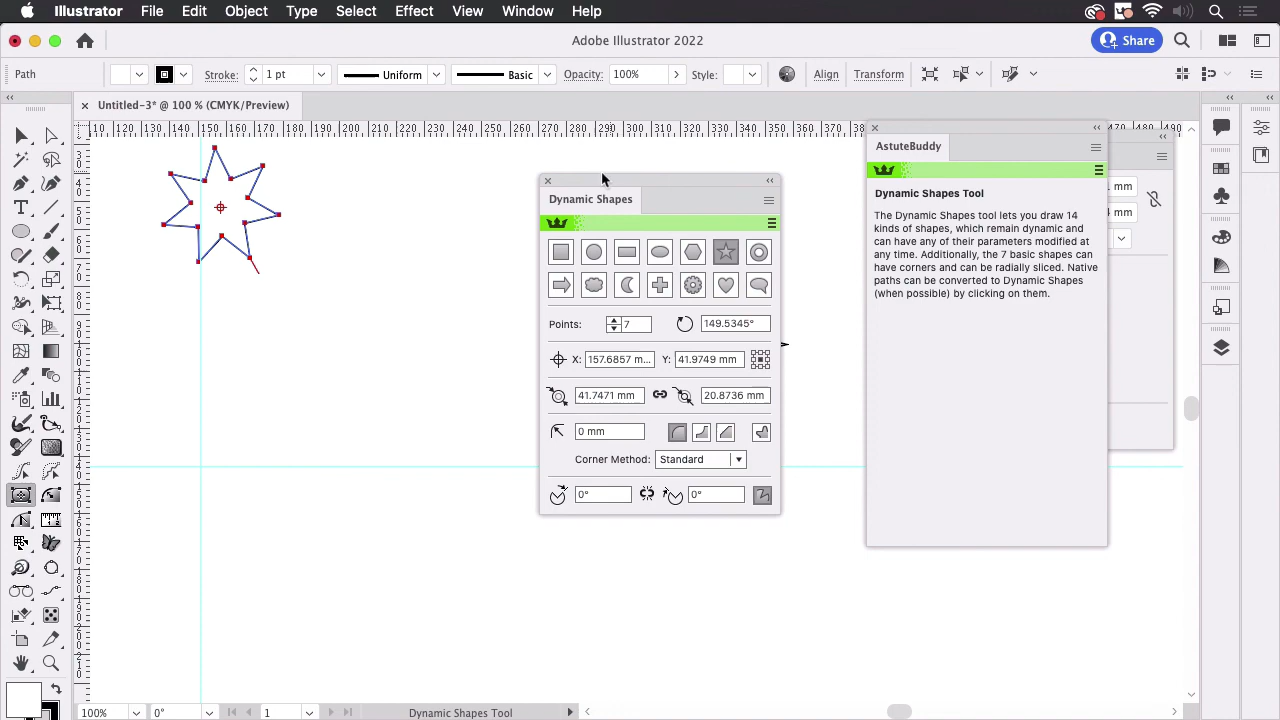 Illustrator File Edit Object Type Select Effect View Window Help
Adobe Illustrator 2022
Share
Path
Stroke: 1 pt Uniform Basic Opacity: 100% Style: Align Transform
Untitled-3* @ 100 % (CMYK/Preview)
110 120 130 140 150 160 170 200 210 220 230 240 250 260 270 280 290 300 310 320 330 340 350 360 370 380 470 480 490
AstuteBuddy
Dynamic Shapes Tool
The Dynamic Shapes tool lets you draw 14
kinds of shapes, which remain dynamic and
can have any of their parameters modified at
any time. Additionally, the 7 basic shapes can
have corners and can be radially sliced. Native
paths can be converted to Dynamic Shapes
(when possible) by clicking on them.
mm
mm
Dynamic Shapes
Points: 7 149.5345°
X: 157.6857 m... Y: 41.9749 mm
41.7471 mm 20.8736 mm
0 mm
Corner Method: Standard
0° 0°
100% 0° 1 Dynamic Shapes Tool